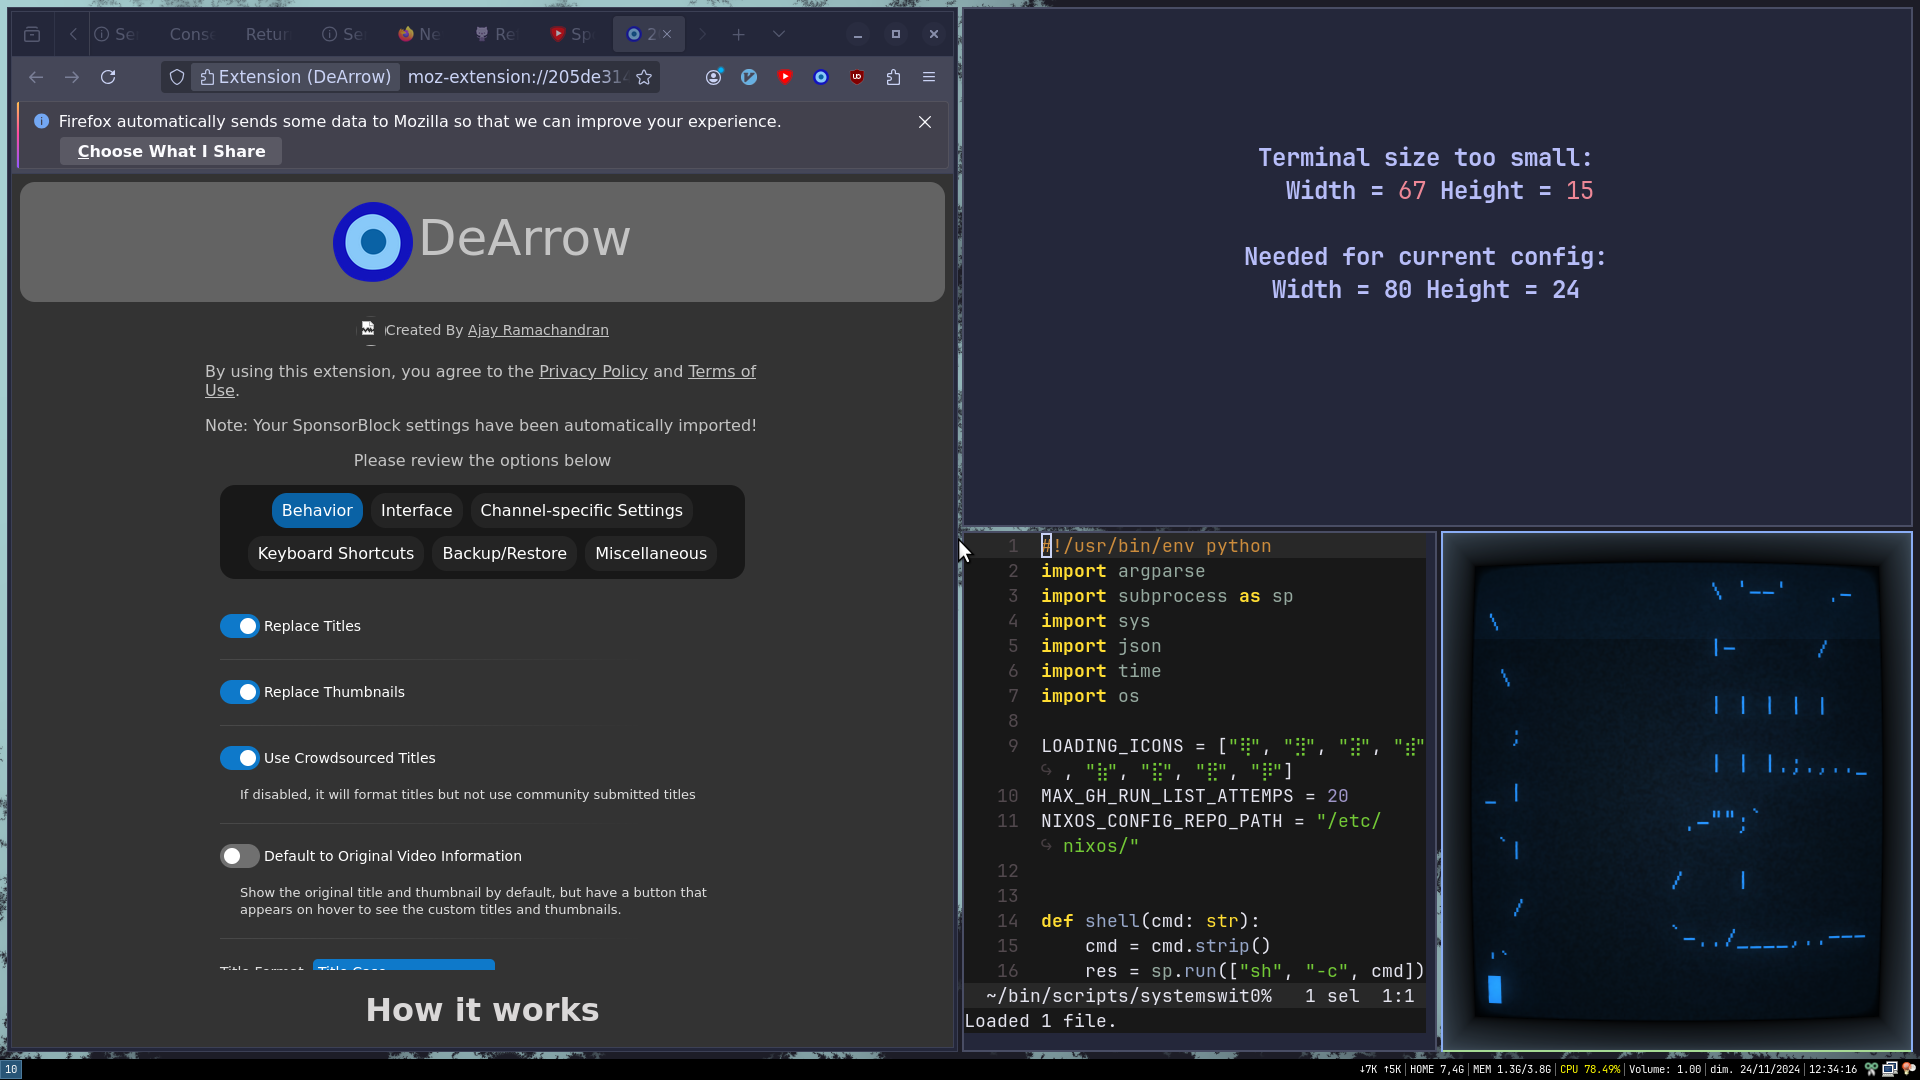 Se
Conse
Retur
Se
Ne
Re
Sp
2
Extension (DeArrow)
moz-extension://205de314
Firefox automatically sends some data to Mozilla so that we can improve your experience.
Choose What I Share
DeArrow
Created By Ajay Ramachandran
By using this extension, you agree to the Privacy Policy and Terms of
Use.
Note: Your SponsorBlock settings have been automatically imported!
Please review the options below
Behavior
Interface
Channel-specific Settings
Keyboard Shortcuts
Backup/Restore
Miscellaneous
Replace Titles
Replace Thumbnails
Use Crowdsourced Titles
If disabled, it will format titles but not use community submitted titles
Default to Original Video Information
Show the original title and thumbnail by default, but have a button that
appears on hover to see the custom titles and thumbnails.
Title Format Title Case
How it works
Terminal size too small:
Width = 67 Height = 15
Needed for current config:
Width = 80 Height = 24
1 #!/usr/bin/env python
2 import argparse
3 import subprocess as sp
4 import sys
5 import json
6 import time
7 import os
8
9 LOADING_ICONS = ["⢿", "⣻", "⣽", "⣾"
↪ , "⣷", "⣯", "⣟", "⡿"]
10 MAX_GH_RUN_LIST_ATTEMPS = 20
11 NIXOS_CONFIG_REPO_PATH = "/etc/
↪ nixos/"
12
13
14 def shell(cmd: str):
15 cmd = cmd.strip()
16 res = sp.run(["sh", "-c", cmd])
~/bin/scripts/systemswit0% 1 sel 1:1
Loaded 1 file.
10
↓7K ↑5K HOME 7,4G MEM 1.3G/3.8G CPU 78.49% Volume: 1.00 dim. 24/11/2024 12:34:16